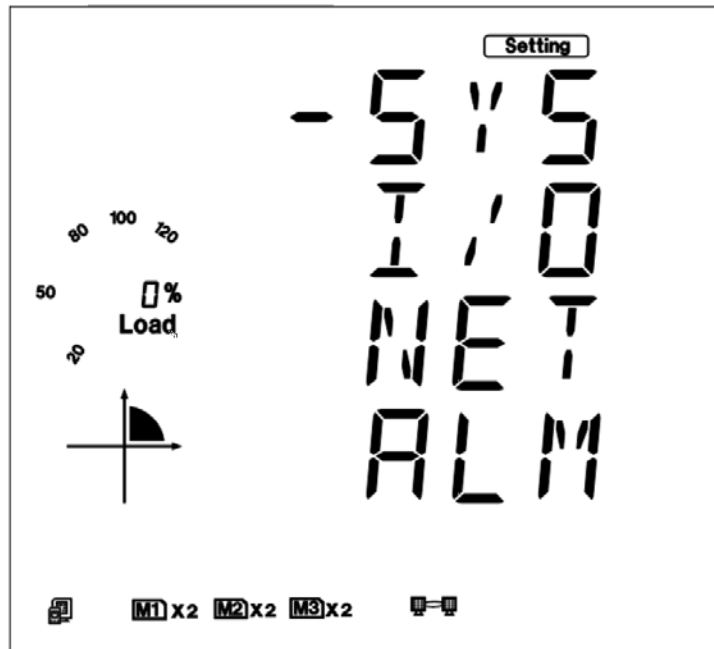 Setting
-SYS
I/O
NET
ALM
100
80
120
50
0%
Load
20
M1 X2 M2 X2 M3 X2